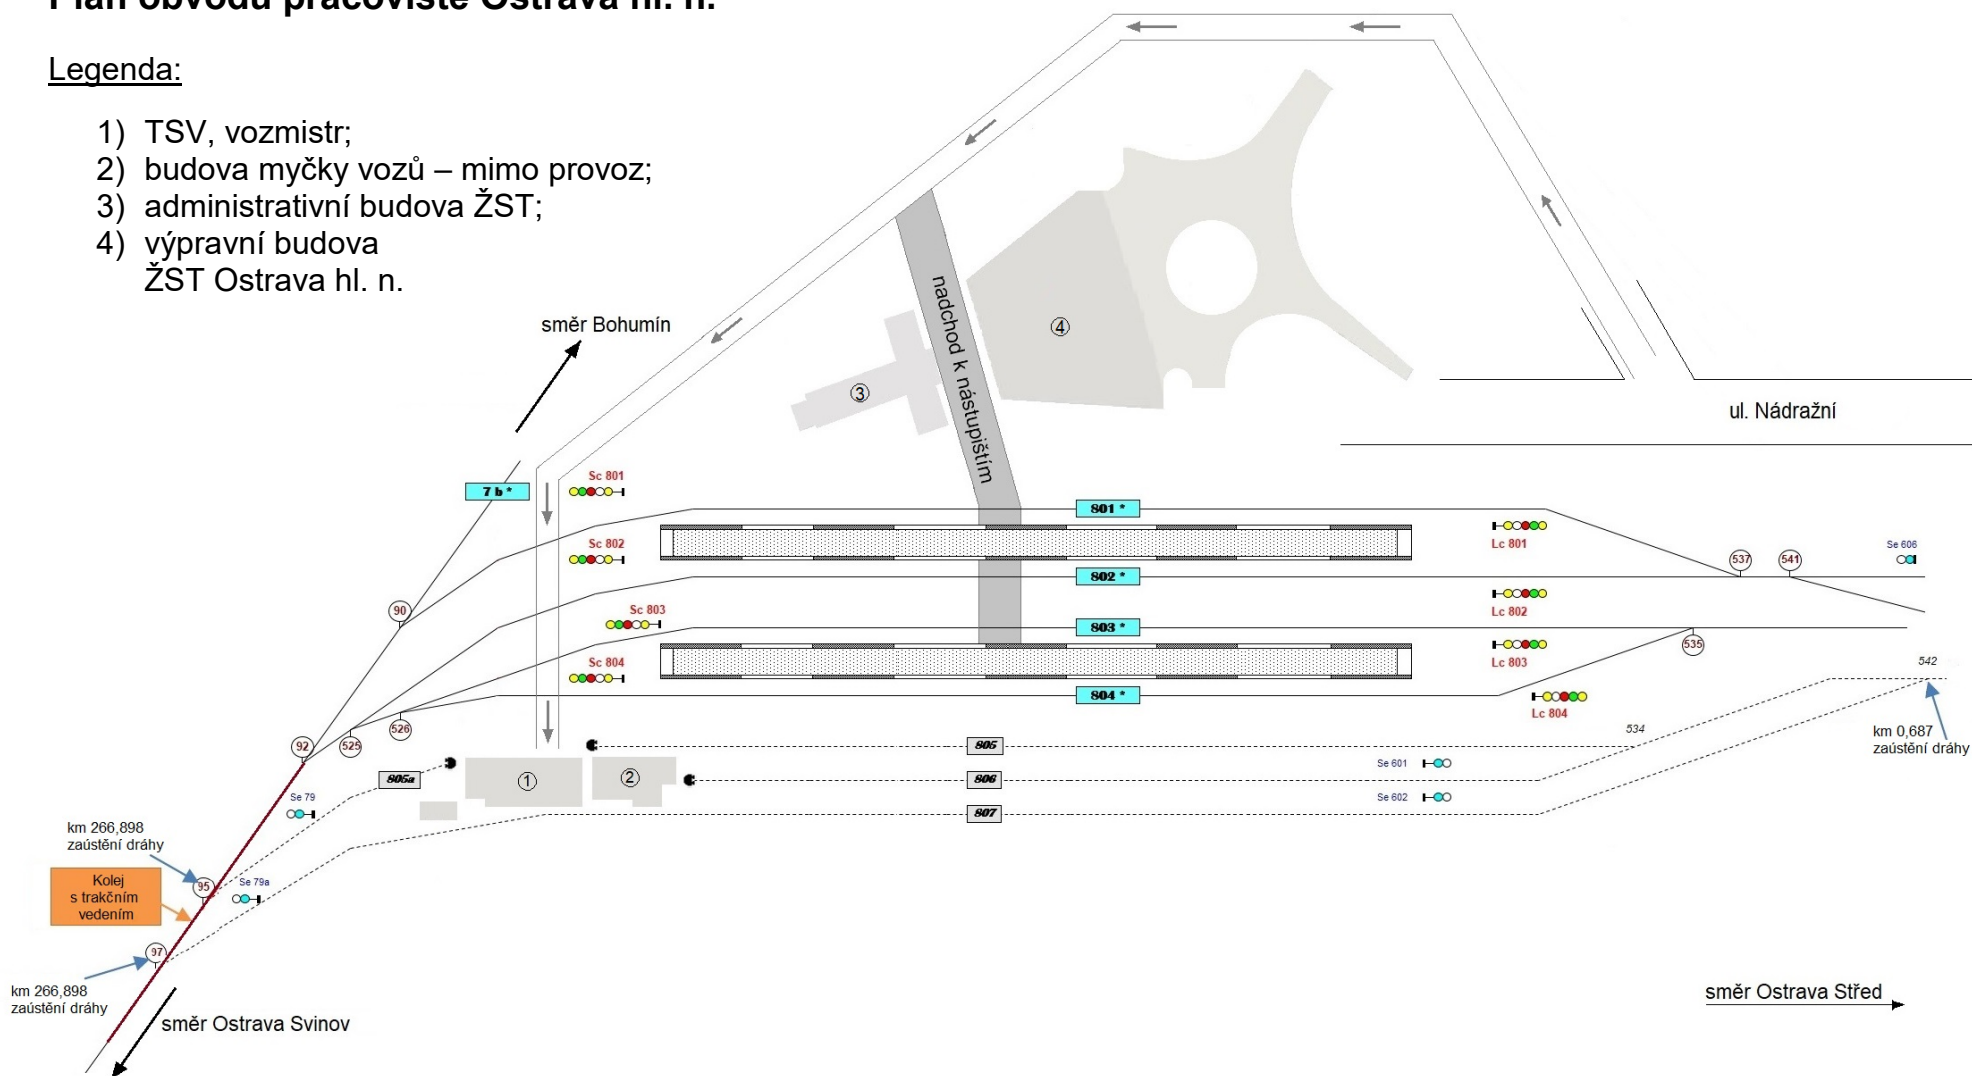 Plán obvodu pracoviště Ostrava hl. n.
Legenda:
1) TSV, vozmistr;
2) budova myčky vozů – mimo provoz;
3) administrativní budova ŽST;
4) výpravní budova
ŽST Ostrava hl. n.
směr Bohumín
nadchod k nástupištím
4
3
ul. Nádražní
7 b *
Sc 801
801 *
Lc 801
Sc 802
802 *
537
541
Se 606
90
Sc 803
803 *
Lc 802
Sc 804
Lc 803
535
804 *
Lc 804
542
92
525
526
534
km 0,687
zaústění dráhy
805
805a
1
2
806
Se 601
Se 79
807
Se 602
km 266,898
zaústění dráhy
95
Se 79a
Kolej
s trakčním
vedením
97
km 266,898
zaústění dráhy
směr Ostrava Svinov
směr Ostrava Střed